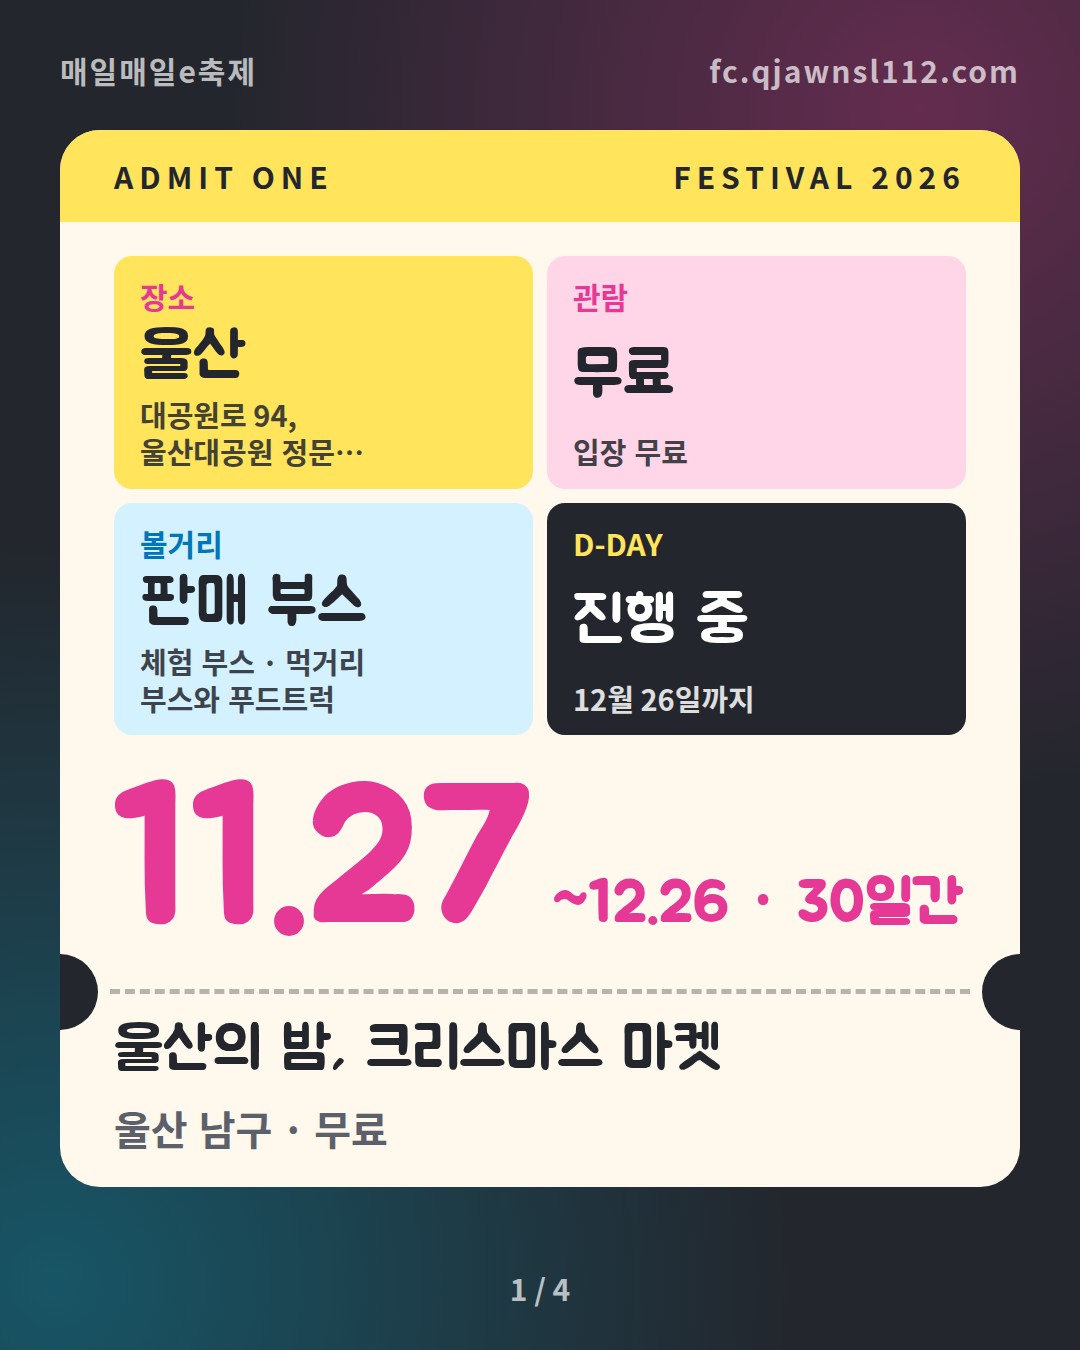 매일매일e축제
fc.qjawnsl112.com
ADMIT ONE
FESTIVAL 2026
장소
울산
대공원로 94,
울산대공원 정문…
관람
무료
입장 무료
볼거리
판매 부스
체험 부스 · 먹거리
부스와 푸드트럭
D-DAY
진행 중
12월 26일까지
11.27 ~12.26 · 30일간
울산의 밤, 크리스마스 마켓
울산 남구 · 무료
1 / 4